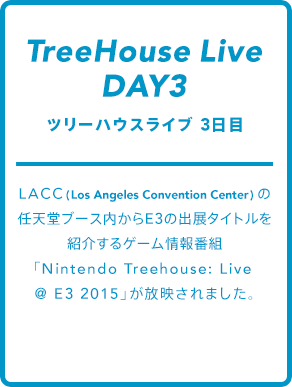 TreeHouse Live
DAY3
ツリーハウスライブ 3日目
LACC(Los Angeles Convention Center)の
任天堂ブース内からE3の出展タイトルを
紹介するゲーム情報番組
「Nintendo Treehouse: Live
@ E3 2015」が放映されました。